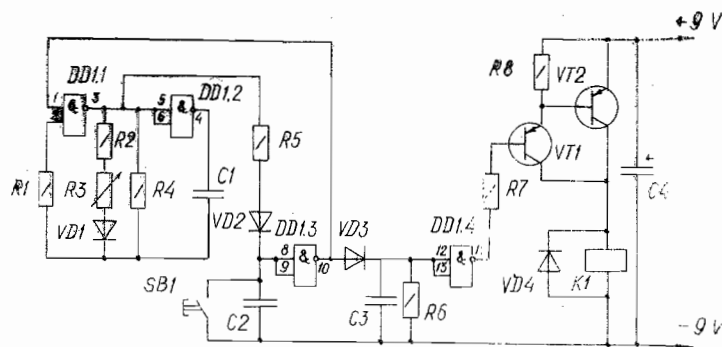 +9 V
R8
VT2
DD1.1
DD1.2
1
&
3
5
6
&
4
R2
R5
VT1
R1
R3
R4
C1
R7
C4
+
VD1
VD2
DD1.3
VD3
DD1.4
8
9
&
10
12
13
&
SB1
C2
C3
R6
VD4
K1
-9 V